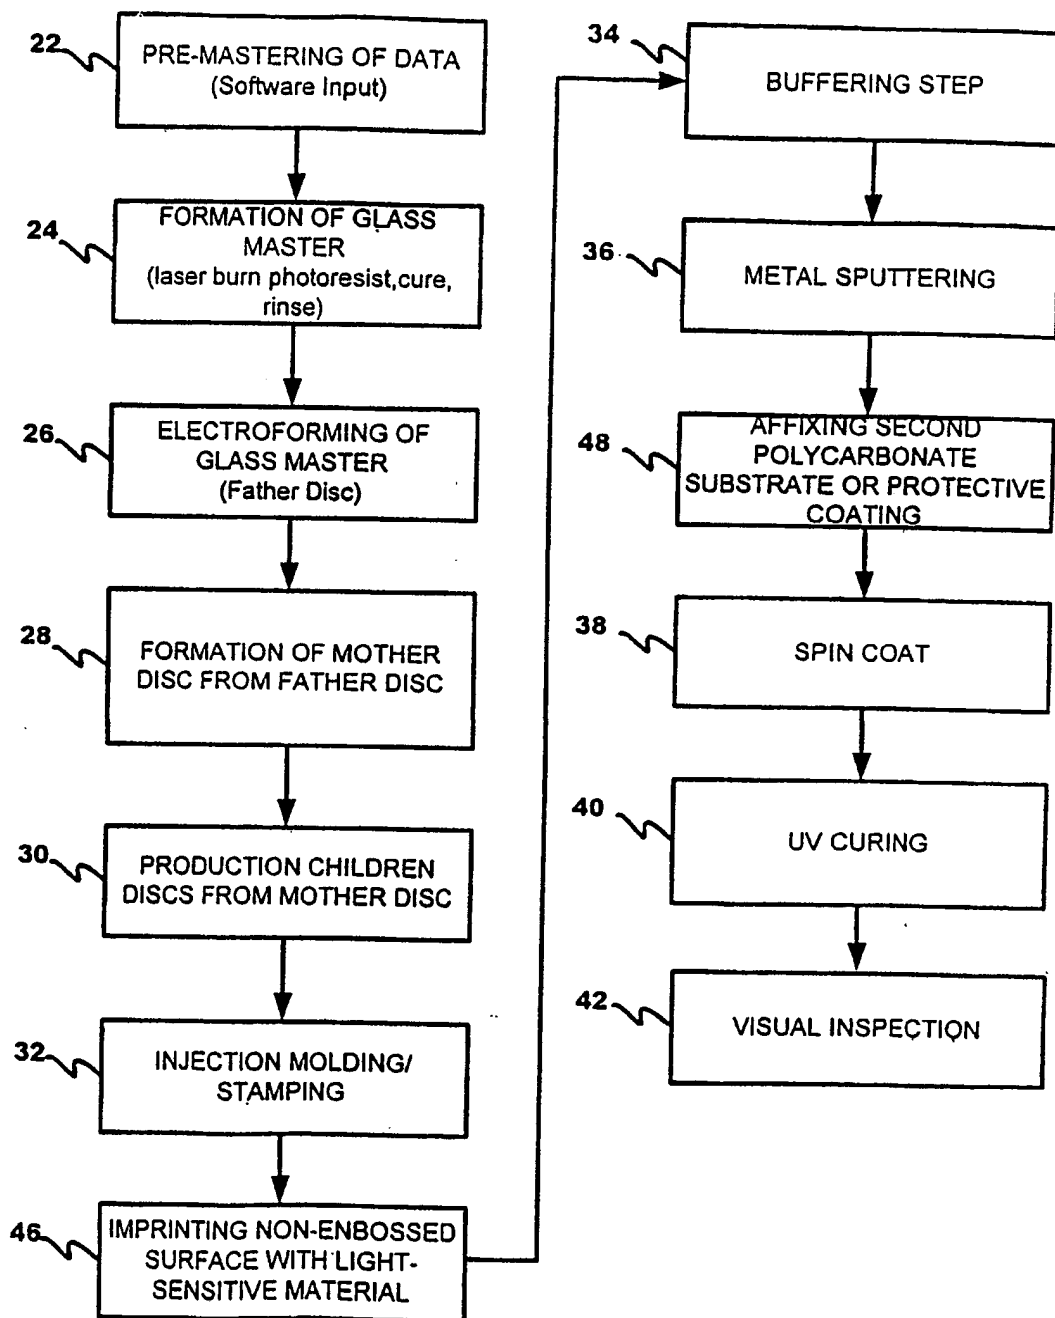 22
PRE-MASTERING OF DATA
(Software Input)
24
FORMATION OF GLASS
MASTER
(laser burn photoresist,cure,
rinse)
26
ELECTROFORMING OF
GLASS MASTER
(Father Disc)
28
FORMATION OF MOTHER
DISC FROM FATHER DISC
30
PRODUCTION CHILDREN
DISCS FROM MOTHER DISC
32
INJECTION MOLDING/
STAMPING
46
IMPRINTING NON-ENBOSSED
SURFACE WITH LIGHT-
SENSITIVE MATERIAL
34
BUFFERING STEP
36
METAL SPUTTERING
48
AFFIXING SECOND
POLYCARBONATE
SUBSTRATE OR PROTECTIVE
COATING
38
SPIN COAT
40
UV CURING
42
VISUAL INSPECTION